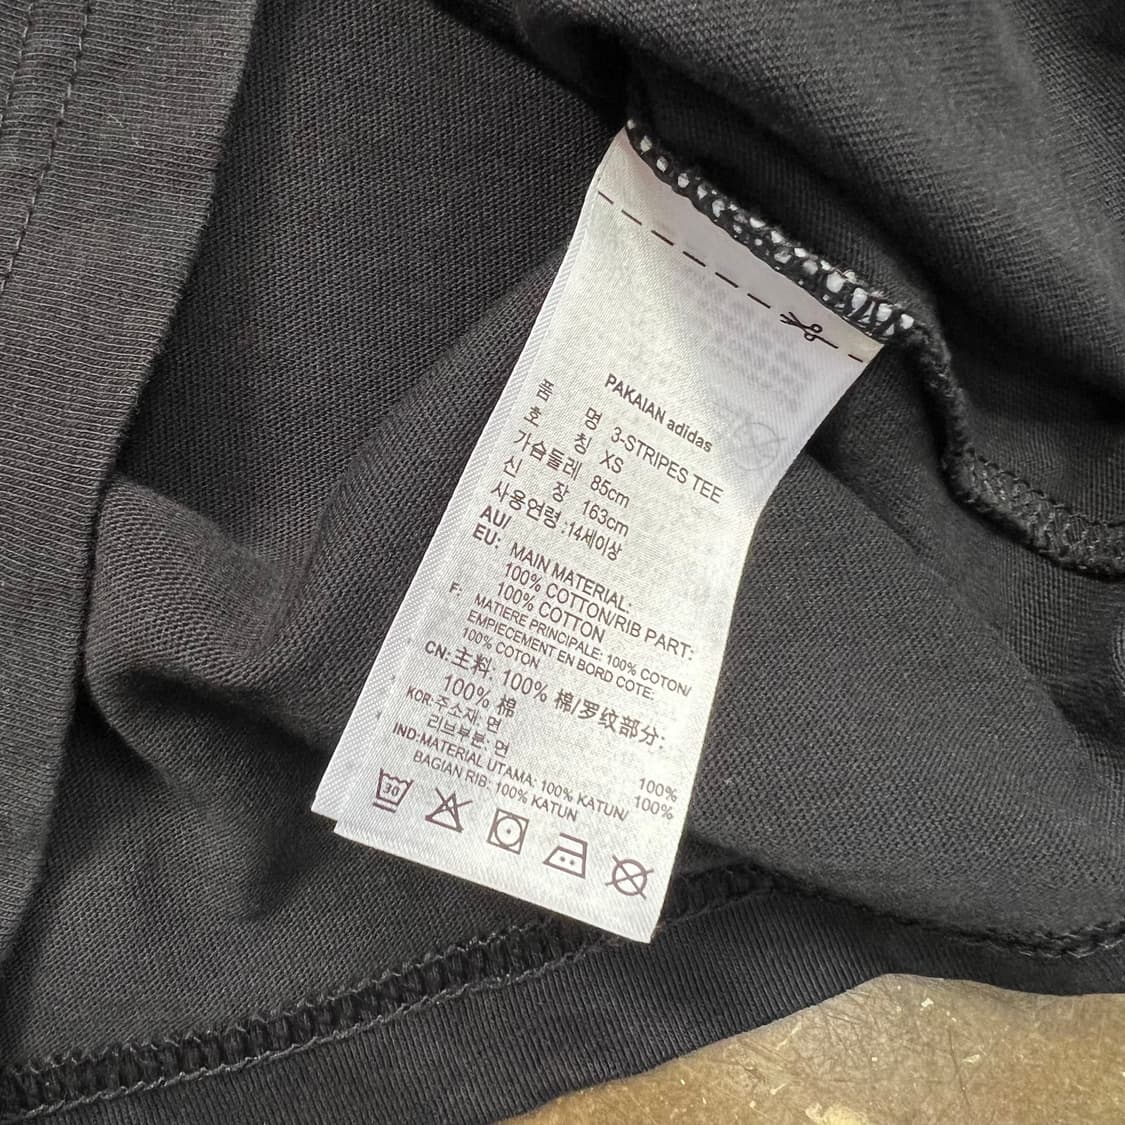 PAKAIAN adidas
품 명 3-STRIPES TEE
호 칭 XS
가슴둘레 85cm
신 장 163cm
사용연령 :14세이상
AU/
EU: MAIN MATERIAL:
100% COTTON/RIB PART:
100% COTTON
F: MATIERE PRINCIPALE: 100% COTON/
EMPIECEMENT EN BORD COTE:
100% COTON
CN: 主料: 100% 棉/罗纹部分:
100% 棉
KOR:주소재: 면 100%
리브부분: 면 100%
IND:MATERIAL UTAMA: 100% KATUN/
BAGIAN RIB: 100% KATUN
30